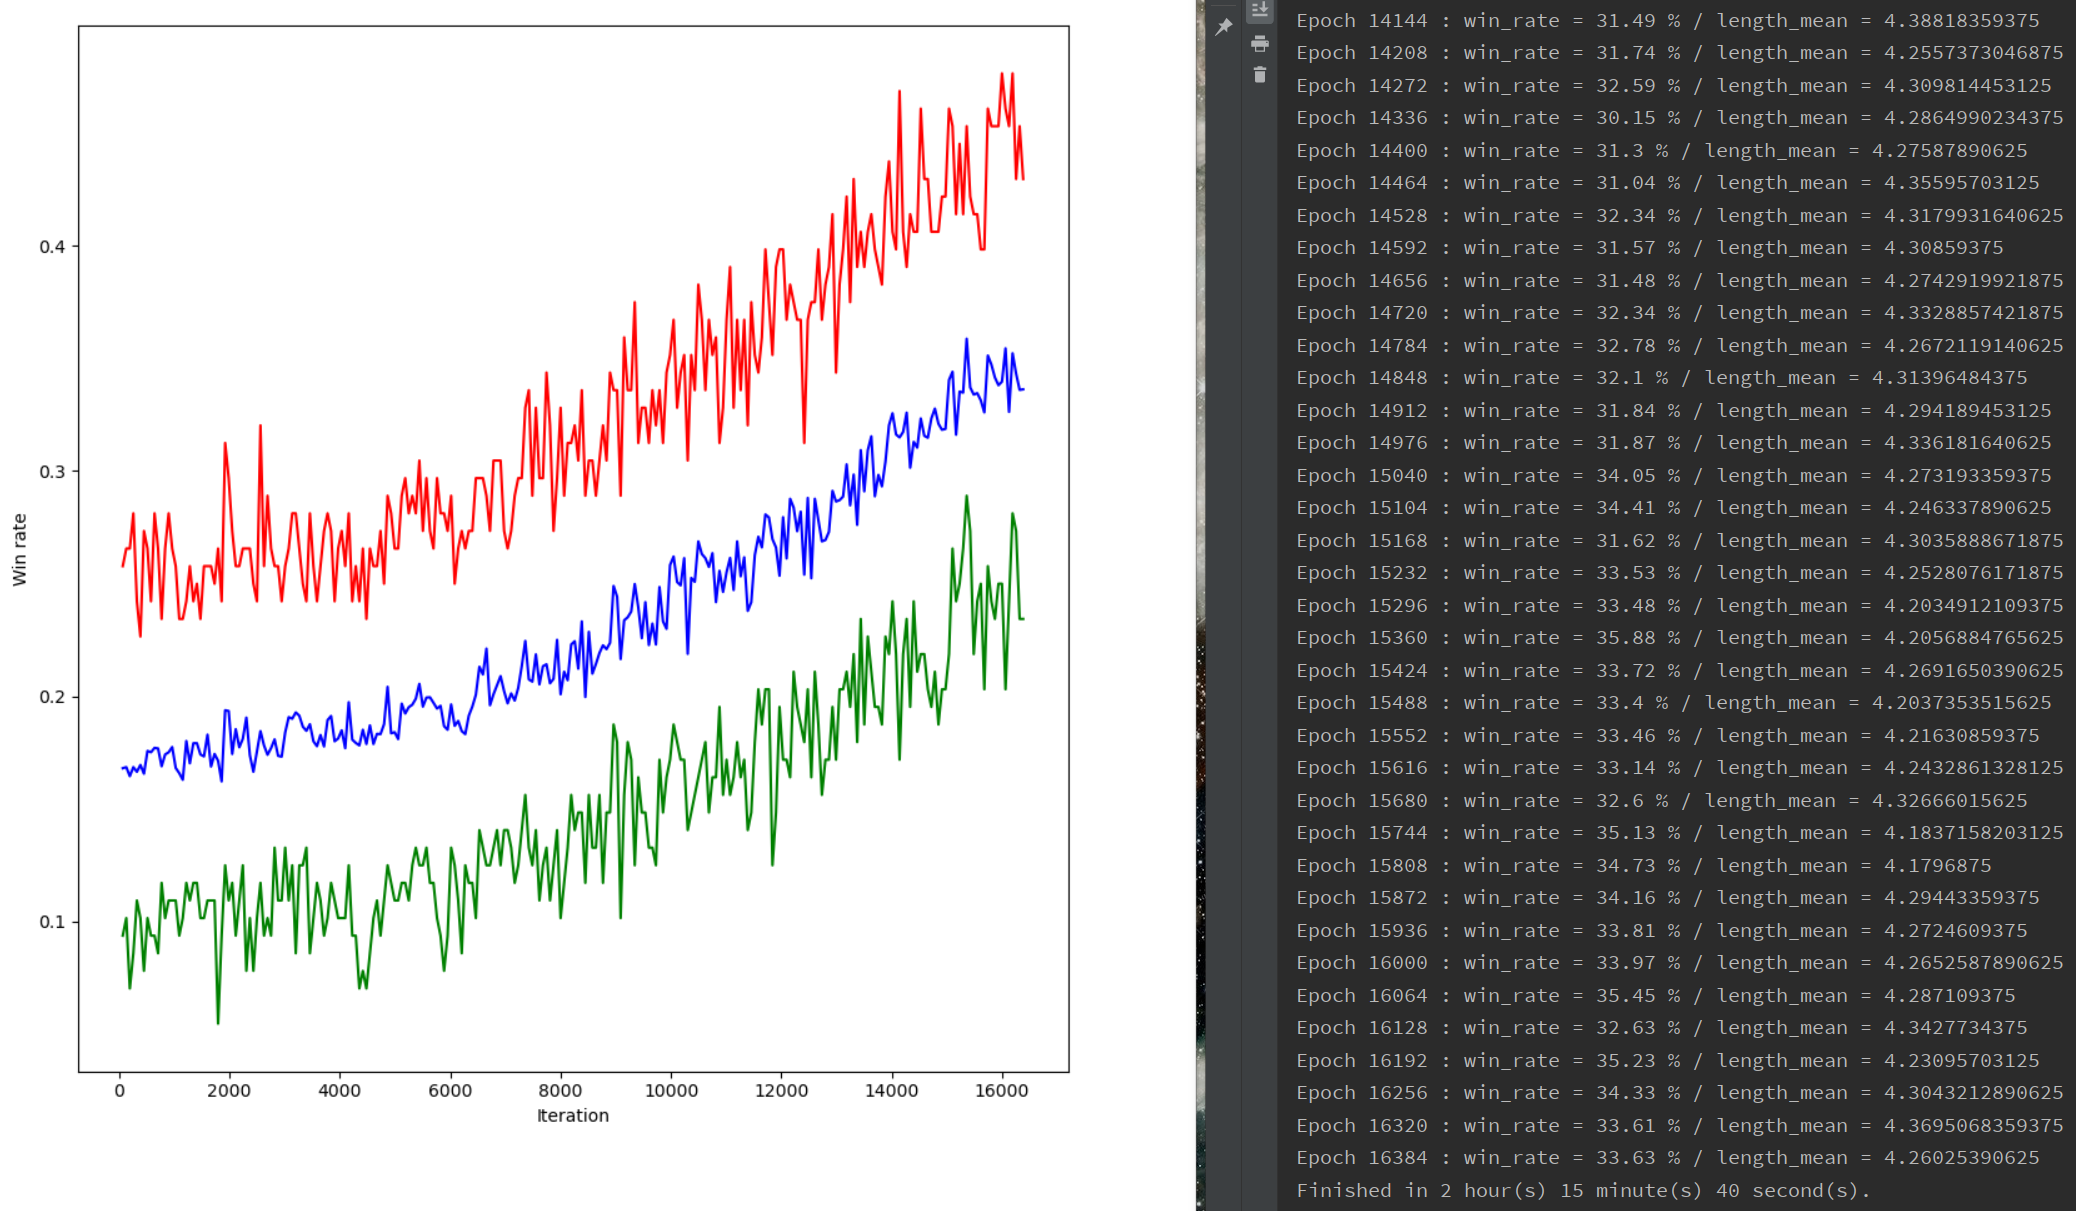 0.4
0.3
0.2
0.1
Win rate
0 2000 4000 6000 8000 10000 12000 14000 16000
Iteration
Epoch 14144 : win_rate = 31.49 % / length_mean = 4.38818359375
Epoch 14208 : win_rate = 31.74 % / length_mean = 4.2557373046875
Epoch 14272 : win_rate = 32.59 % / length_mean = 4.309814453125
Epoch 14336 : win_rate = 30.15 % / length_mean = 4.2864990234375
Epoch 14400 : win_rate = 31.3 % / length_mean = 4.27587890625
Epoch 14464 : win_rate = 31.04 % / length_mean = 4.35595703125
Epoch 14528 : win_rate = 32.34 % / length_mean = 4.3179931640625
Epoch 14592 : win_rate = 31.57 % / length_mean = 4.30859375
Epoch 14656 : win_rate = 31.48 % / length_mean = 4.2742919921875
Epoch 14720 : win_rate = 32.34 % / length_mean = 4.3328857421875
Epoch 14784 : win_rate = 32.78 % / length_mean = 4.2672119140625
Epoch 14848 : win_rate = 32.1 % / length_mean = 4.31396484375
Epoch 14912 : win_rate = 31.84 % / length_mean = 4.294189453125
Epoch 14976 : win_rate = 31.87 % / length_mean = 4.336181640625
Epoch 15040 : win_rate = 34.05 % / length_mean = 4.273193359375
Epoch 15104 : win_rate = 34.41 % / length_mean = 4.246337890625
Epoch 15168 : win_rate = 31.62 % / length_mean = 4.3035888671875
Epoch 15232 : win_rate = 33.53 % / length_mean = 4.2528076171875
Epoch 15296 : win_rate = 33.48 % / length_mean = 4.2034912109375
Epoch 15360 : win_rate = 35.88 % / length_mean = 4.2056884765625
Epoch 15424 : win_rate = 33.72 % / length_mean = 4.2691650390625
Epoch 15488 : win_rate = 33.4 % / length_mean = 4.2037353515625
Epoch 15552 : win_rate = 33.46 % / length_mean = 4.21630859375
Epoch 15616 : win_rate = 33.14 % / length_mean = 4.2432861328125
Epoch 15680 : win_rate = 32.6 % / length_mean = 4.32666015625
Epoch 15744 : win_rate = 35.13 % / length_mean = 4.1837158203125
Epoch 15808 : win_rate = 34.73 % / length_mean = 4.1796875
Epoch 15872 : win_rate = 34.16 % / length_mean = 4.29443359375
Epoch 15936 : win_rate = 33.81 % / length_mean = 4.2724609375
Epoch 16000 : win_rate = 33.97 % / length_mean = 4.2652587890625
Epoch 16064 : win_rate = 35.45 % / length_mean = 4.287109375
Epoch 16128 : win_rate = 32.63 % / length_mean = 4.3427734375
Epoch 16192 : win_rate = 35.23 % / length_mean = 4.23095703125
Epoch 16256 : win_rate = 34.33 % / length_mean = 4.3043212890625
Epoch 16320 : win_rate = 33.61 % / length_mean = 4.3695068359375
Epoch 16384 : win_rate = 33.63 % / length_mean = 4.26025390625
Finished in 2 hour(s) 15 minute(s) 40 second(s).